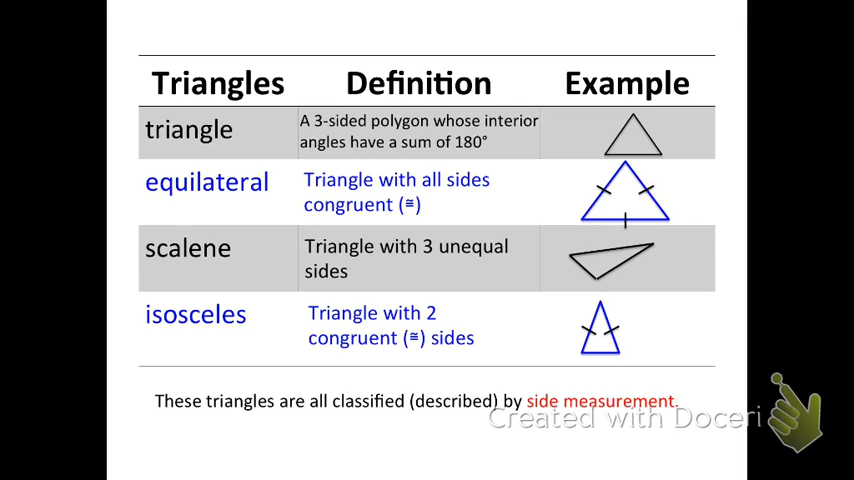 Triangles Definition Example
triangle
A 3-sided polygon whose interior
angles have a sum of 180°
equilateral
Triangle with all sides
congruent (≅)
scalene
Triangle with 3 unequal
sides
isosceles
Triangle with 2
congruent (≅) sides
These triangles are all classified (described) by side measurement.
Created with Doceri